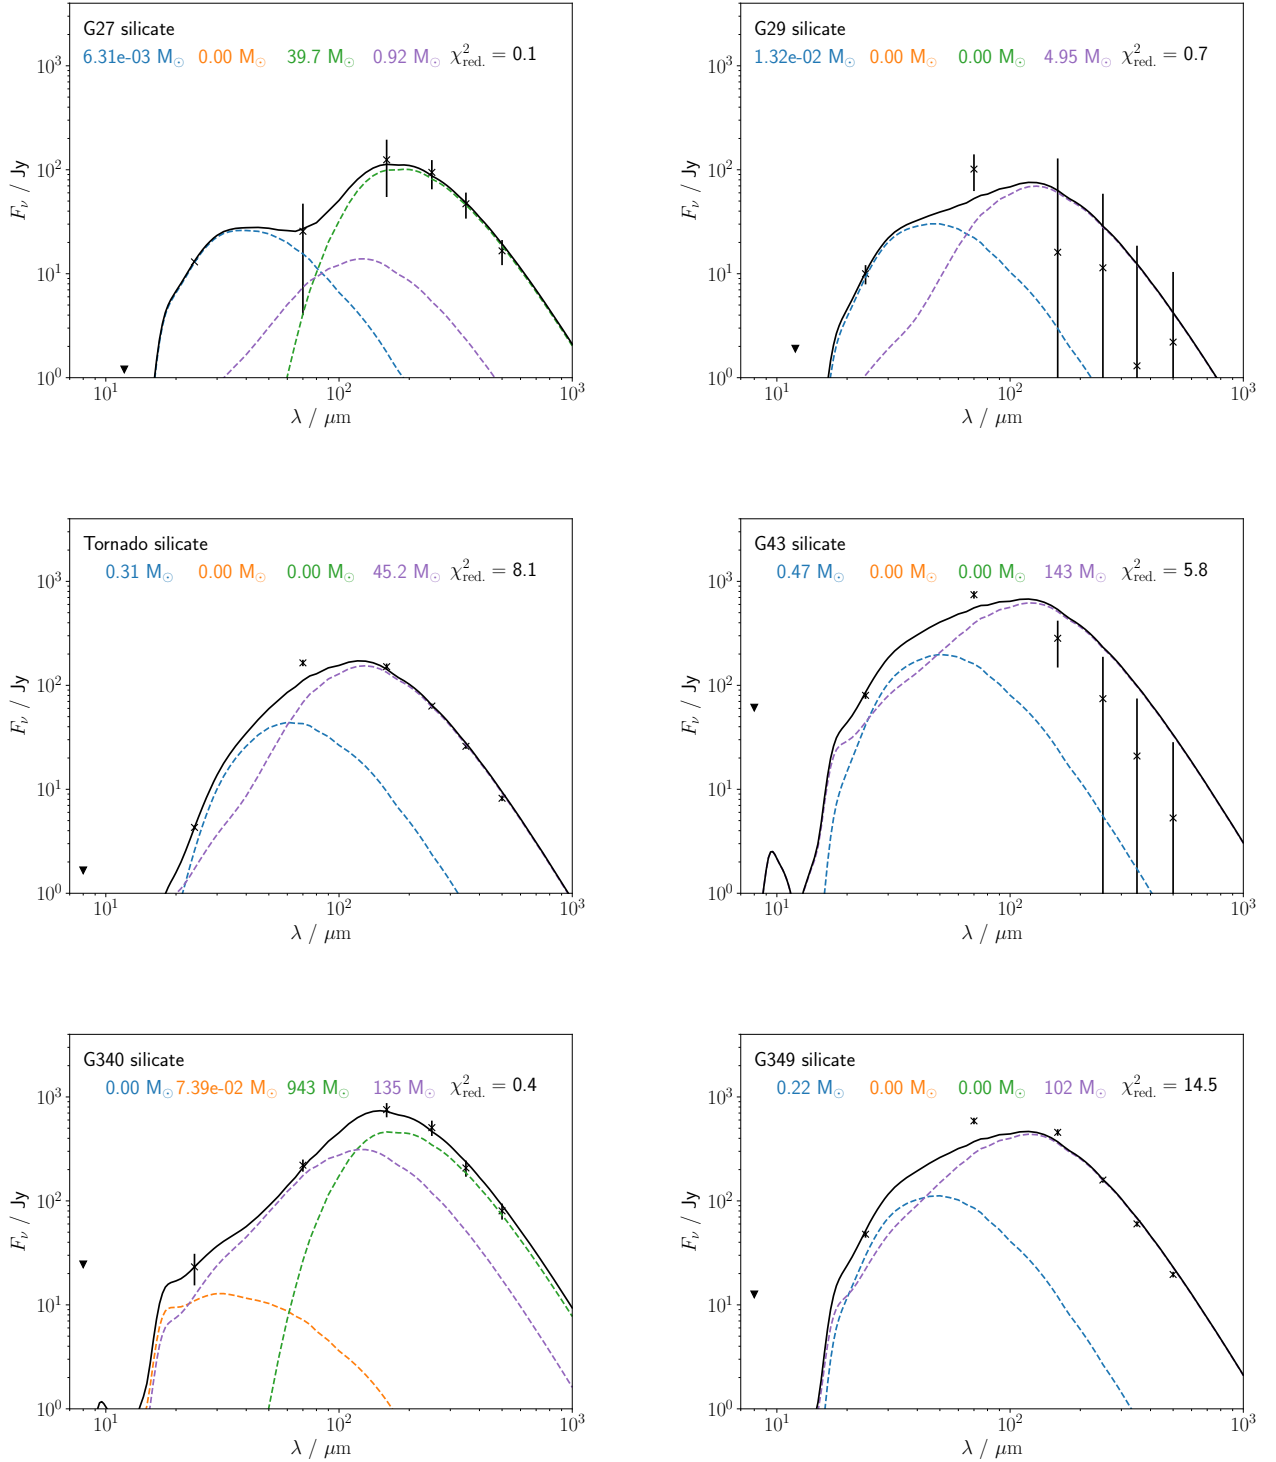 G27 silicate
6.31e-03 M⊙ 0.00 M⊙ 39.7 M⊙ 0.92 M⊙ χ²red. = 0.1
10³
10²
10¹
10⁰
Fν / Jy
10¹ 10² 10³
λ / μm
G29 silicate
1.32e-02 M⊙ 0.00 M⊙ 0.00 M⊙ 4.95 M⊙ χ²red. = 0.7
10³
10²
10¹
10⁰
Fν / Jy
10¹ 10² 10³
λ / μm
Tornado silicate
0.31 M⊙ 0.00 M⊙ 0.00 M⊙ 45.2 M⊙ χ²red. = 8.1
10³
10²
10¹
10⁰
Fν / Jy
10¹ 10² 10³
λ / μm
G43 silicate
0.47 M⊙ 0.00 M⊙ 0.00 M⊙ 143 M⊙ χ²red. = 5.8
10³
10²
10¹
10⁰
Fν / Jy
10¹ 10² 10³
λ / μm
G340 silicate
0.00 M⊙ 7.39e-02 M⊙ 943 M⊙ 135 M⊙ χ²red. = 0.4
10³
10²
10¹
10⁰
Fν / Jy
10¹ 10² 10³
λ / μm
G349 silicate
0.22 M⊙ 0.00 M⊙ 0.00 M⊙ 102 M⊙ χ²red. = 14.5
10³
10²
10¹
10⁰
Fν / Jy
10¹ 10² 10³
λ / μm